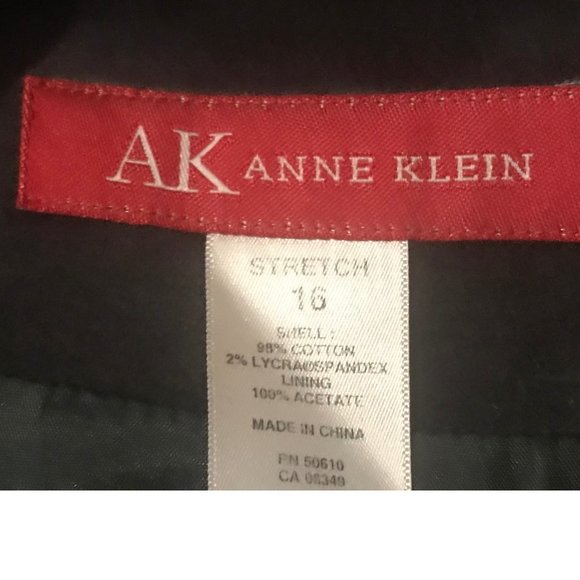 AK ANNE KLEIN
STRETCH
16
SHELL:
98% COTTON
2% LYCRA®SPANDEX
LINING
100% ACETATE
MADE IN CHINA
RN 50610
CA 08349